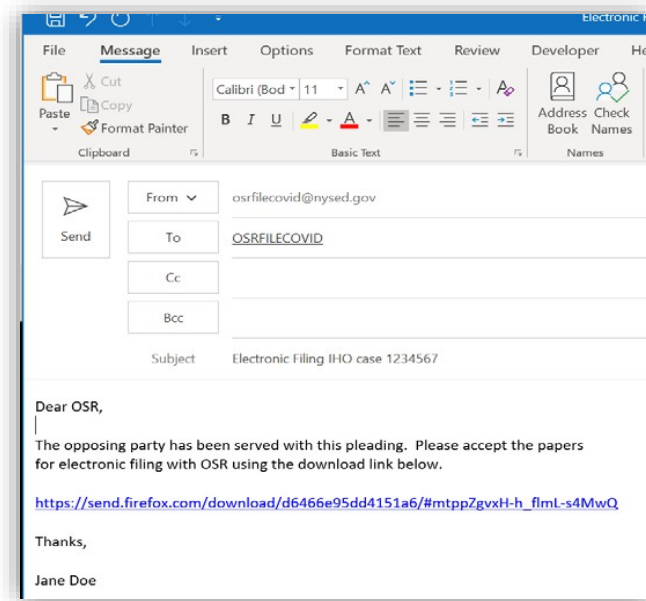 Electronic
File Message Insert Options Format Text Review Developer He
Cut
Copy
Paste
Format Painter
Clipboard
Calibri (Bod 11
B I U
Basic Text
Address Book
Check Names
Names
From osrfilecovid@nysed.gov
Send
To OSRFILECOVID
Cc
Bcc
Subject Electronic Filing IHO case 1234567
Dear OSR,
The opposing party has been served with this pleading.  Please accept the papers
for electronic filing with OSR using the download link below.
https://send.firefox.com/download/d6466e95dd4151a6/#mtppZgvxH-h_flmL-s4MwQ
Thanks,
Jane Doe